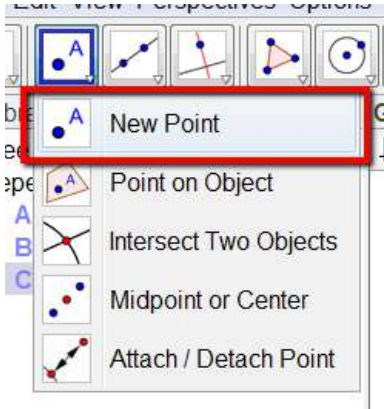 Edit View Perspectives Options
A
A
New Point
A
Point on Object
A
B
Intersect Two Objects
C
Midpoint or Center
Attach / Detach Point